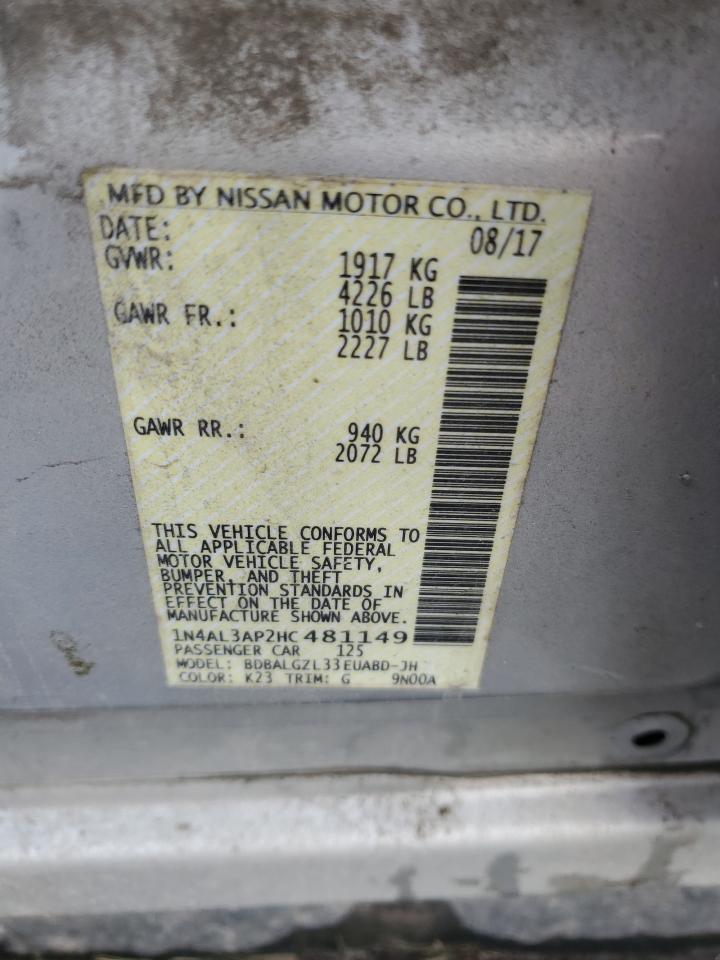 MFD BY NISSAN MOTOR CO., LTD.
DATE: 08/17
GVWR: 1917 KG
4226 LB
GAWR FR.: 1010 KG
2227 LB
GAWR RR.: 940 KG
2072 LB
THIS VEHICLE CONFORMS TO
ALL APPLICABLE FEDERAL
MOTOR VEHICLE SAFETY,
BUMPER, AND THEFT
PREVENTION STANDARDS IN
EFFECT ON THE DATE OF
MANUFACTURE SHOWN ABOVE.
1N4AL3AP2HC481149
PASSENGER CAR 125
MODEL: BDBALGZL33EUABD-JH
COLOR: K23 TRIM: G 9N00A